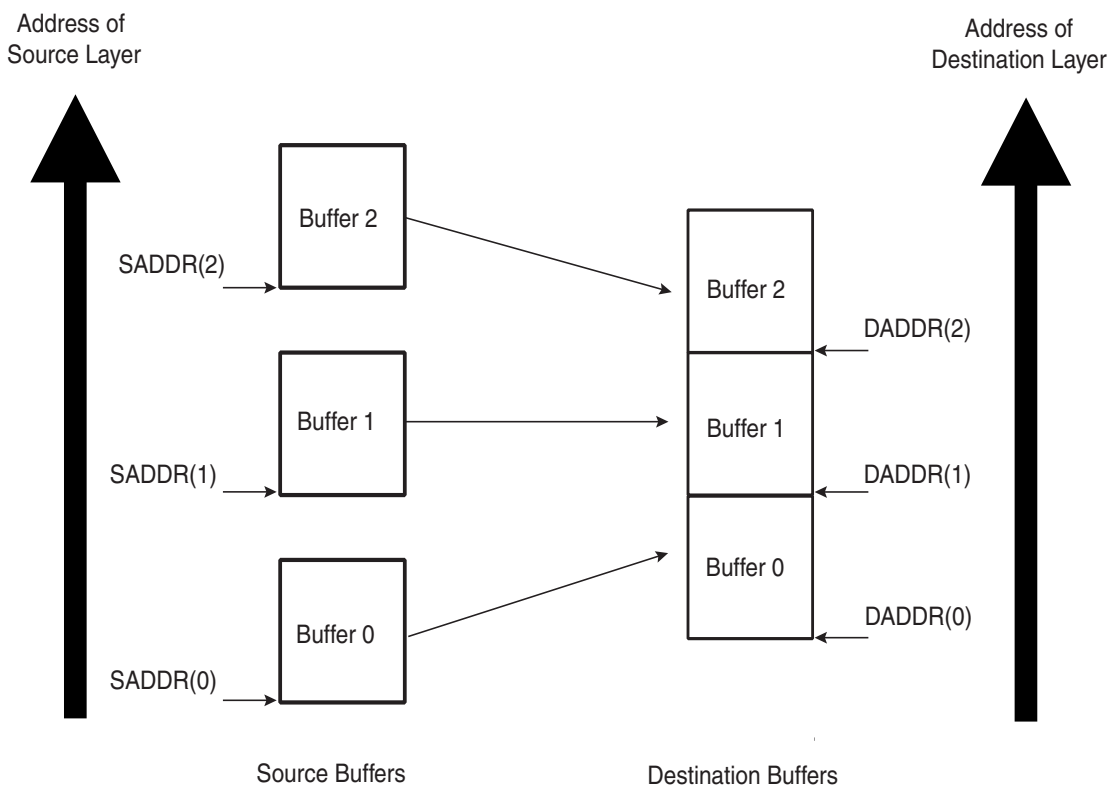 Address of
Source Layer
Address of
Destination Layer
Buffer 2
SADDR(2)
Buffer 2
DADDR(2)
Buffer 1
Buffer 1
SADDR(1)
DADDR(1)
Buffer 0
Buffer 0
DADDR(0)
SADDR(0)
Source Buffers
Destination Buffers